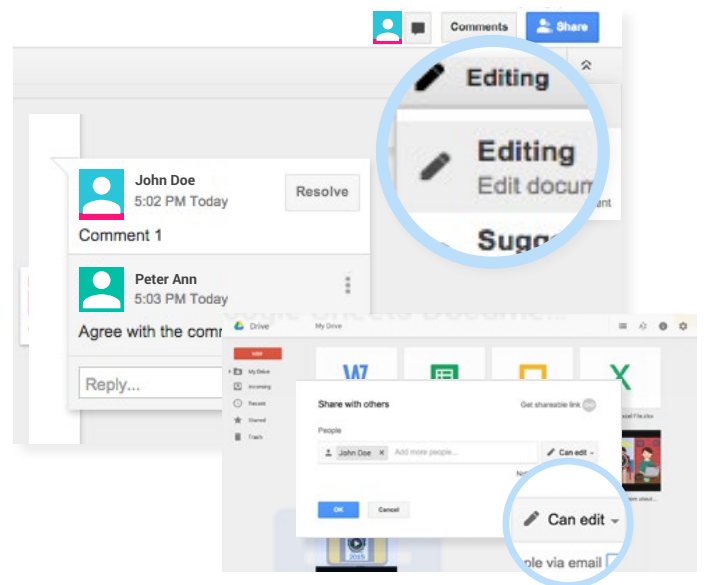 Comments
Share
Editing
Editing
Edit docum
ent
Sugg
John Doe
5:02 PM Today
Resolve
Comment 1
Peter Ann
5:03 PM Today
Agree with the comm
Reply...
Drive
My Drive
NEW
My Drive
Incoming
Recent
Starred
Trash
W
X
Share with others
Get shareable link
People
John Doe
Add more people...
Can edit
OK
Cancel
Can edit
ple via email